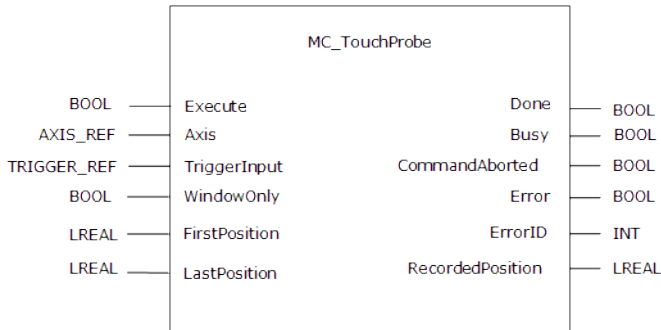 MC_TouchProbe
BOOL Execute Done BOOL
AXIS_REF Axis Busy BOOL
TRIGGER_REF TriggerInput CommandAborted BOOL
BOOL WindowOnly Error BOOL
LREAL FirstPosition ErrorID INT
LREAL LastPosition RecordedPosition LREAL